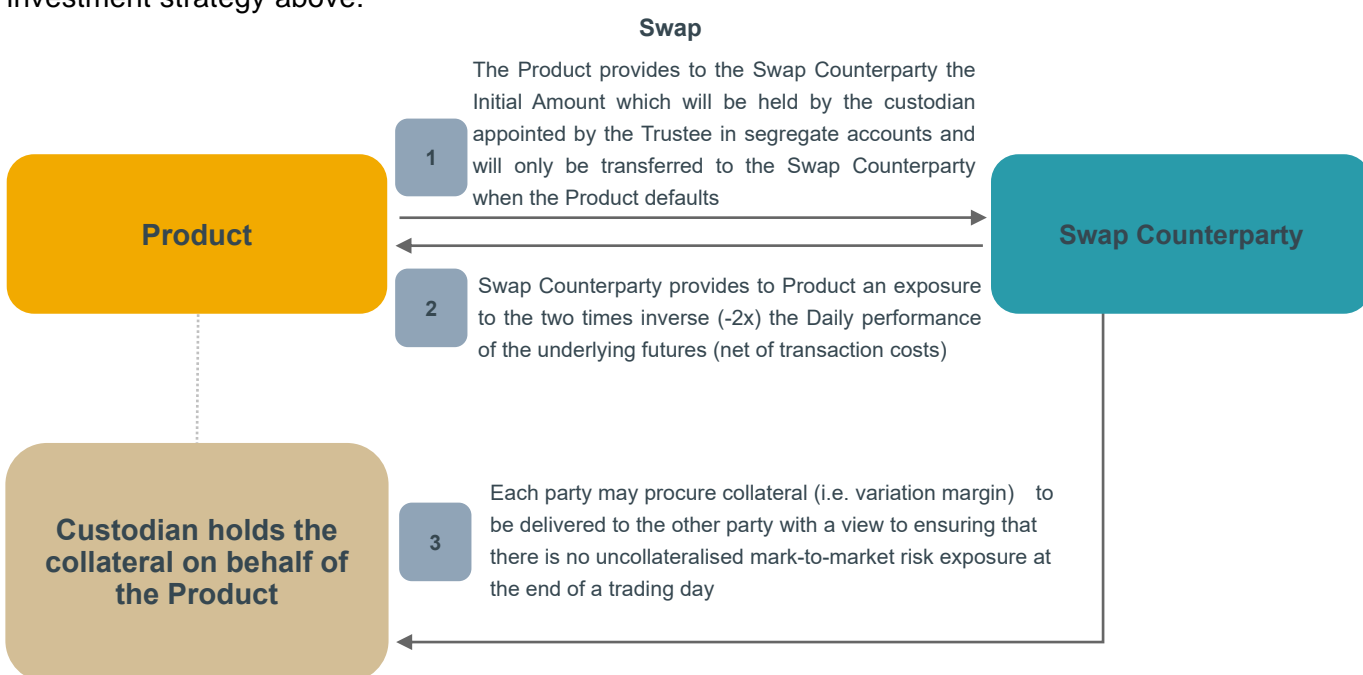 investment strategy above.
Swap
The Product provides to the Swap Counterparty the
Initial Amount which will be held by the custodian
appointed by the Trustee in segregate accounts and
will only be transferred to the Swap Counterparty
when the Product defaults
1
Product
Swap Counterparty
2
Swap Counterparty provides to Product an exposure
to the two times inverse (-2x) the Daily performance
of the underlying futures (net of transaction costs)
Custodian holds the
collateral on behalf of
the Product
3
Each party may procure collateral (i.e. variation margin) to
be delivered to the other party with a view to ensuring that
there is no uncollateralised mark-to-market risk exposure at
the end of a trading day